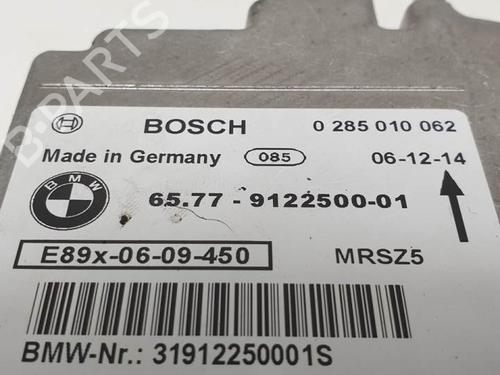 BOSCH 0 285 010 062
Made in Germany 085 06-12-14
BMW 65.77 - 9122500-01
E89x-06-09-450 MRSZ5
BMW-Nr.: 31912250001S
B-PARTS